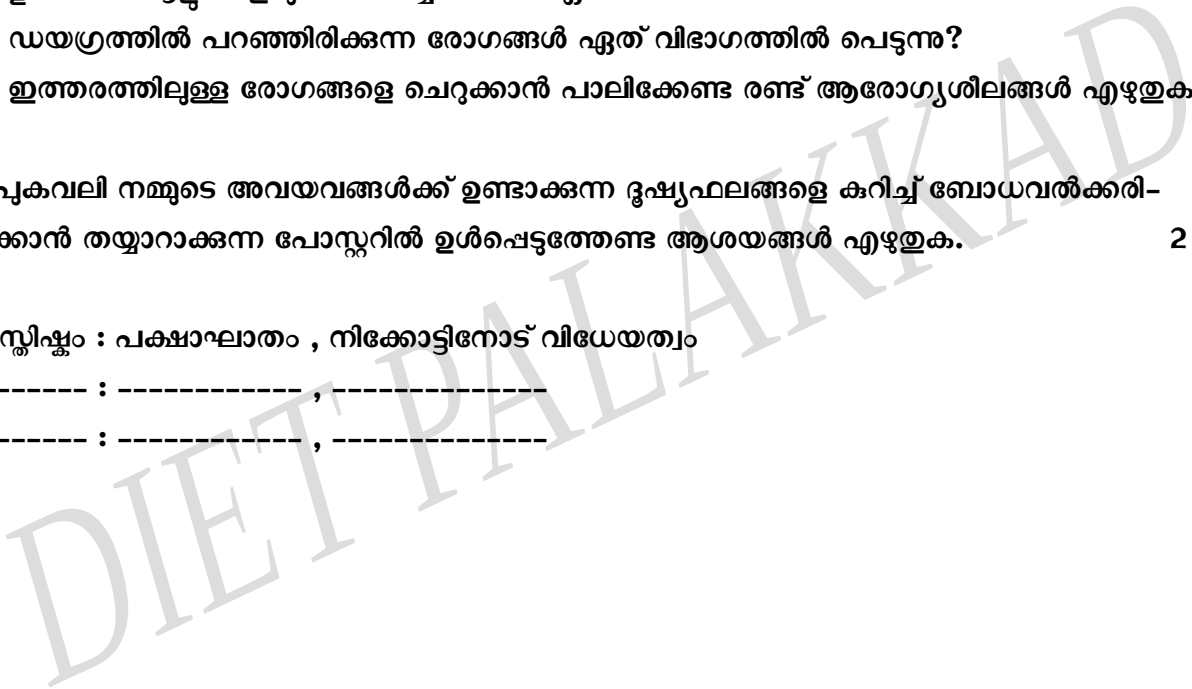 ഡയഗ്രത്തിൽ പറഞ്ഞിരിക്കുന്ന രോഗങ്ങൾ ഏത് വിഭാഗത്തിൽ പെടുന്നു?
ഇത്തരത്തിലുള്ള രോഗങ്ങളെ ചെറുക്കാൻ പാലിക്കേണ്ട രണ്ട് ആരോഗ്യശീലങ്ങൾ എഴുതുക
പുകവലി നമ്മുടെ അവയവങ്ങൾക്ക് ഉണ്ടാക്കുന്ന ദൂഷ്യഫലങ്ങളെ കുറിച്ച് ബോധവൽക്കരി–
ക്കാൻ തയ്യാറാക്കുന്ന പോസ്റ്ററിൽ ഉൾപ്പെടുത്തേണ്ട ആശയങ്ങൾ എഴുതുക. 2
സ്തിഷ്കം : പക്ഷാഘാതം , നിക്കോട്ടിനോട് വിധേയത്വം
------ : ------------ , --------------
------ : ------------ , --------------
DIET PALAKKAD